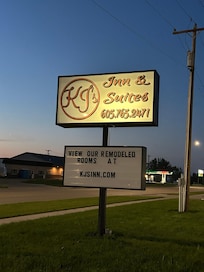 KJ's
Inn &
Suites
605.765.2471
VIEW OUR REMODELED
ROOMS AT
KJSINN.COM